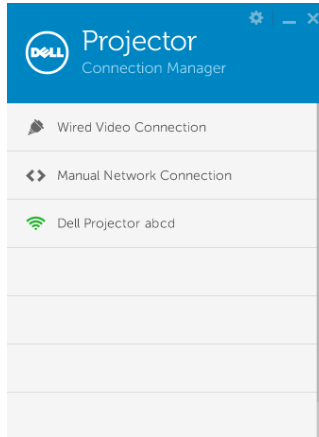 DELL
Projector
Connection Manager
Wired Video Connection
Manual Network Connection
Dell Projector abcd